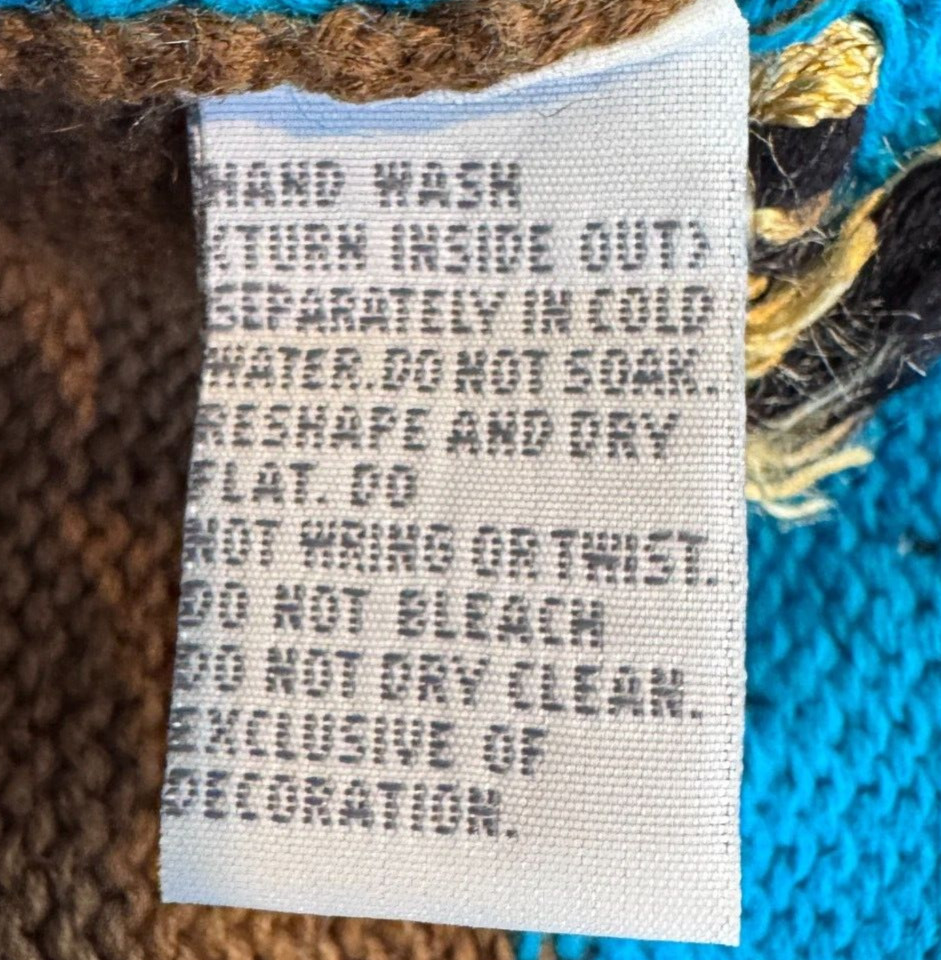 HAND WASH
(TURN INSIDE OUT)
SEPARATELY IN COLD
WATER.DO NOT SOAK.
RESHAPE AND DRY
FLAT. DO
NOT WRING OR TWIST.
DO NOT BLEACH
DO NOT DRY CLEAN.
EXCLUSIVE OF
DECORATION.